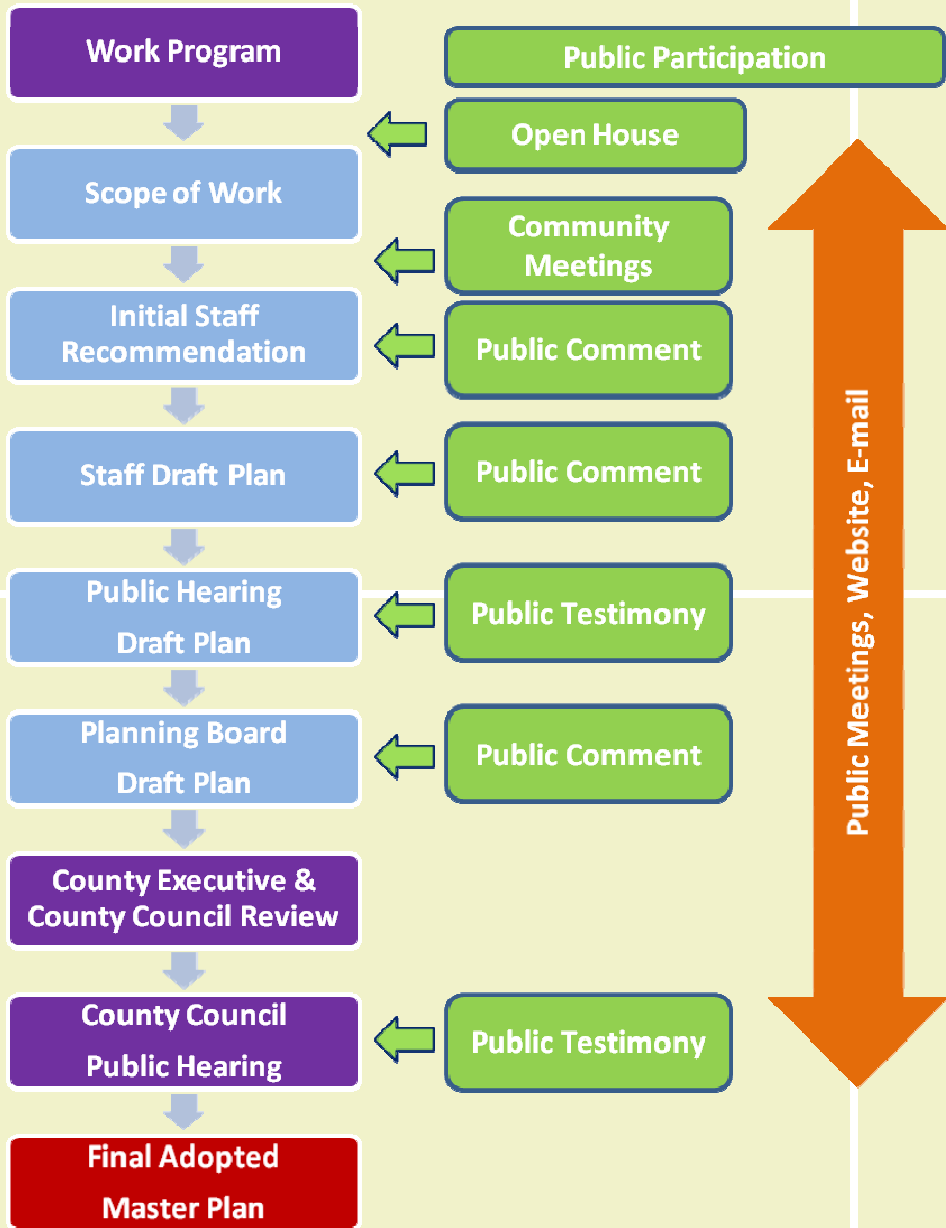 Work Program
Public Participation
Open House
Scope of Work
Community
Meetings
Initial Staff
Recommendation
Public Comment
Staff Draft Plan
Public Comment
Public Hearing
Draft Plan
Public Testimony
Planning Board
Draft Plan
Public Comment
County Executive &
County Council Review
County Council
Public Hearing
Public Testimony
Final Adopted
Master Plan
Public Meetings, Website, E-mail